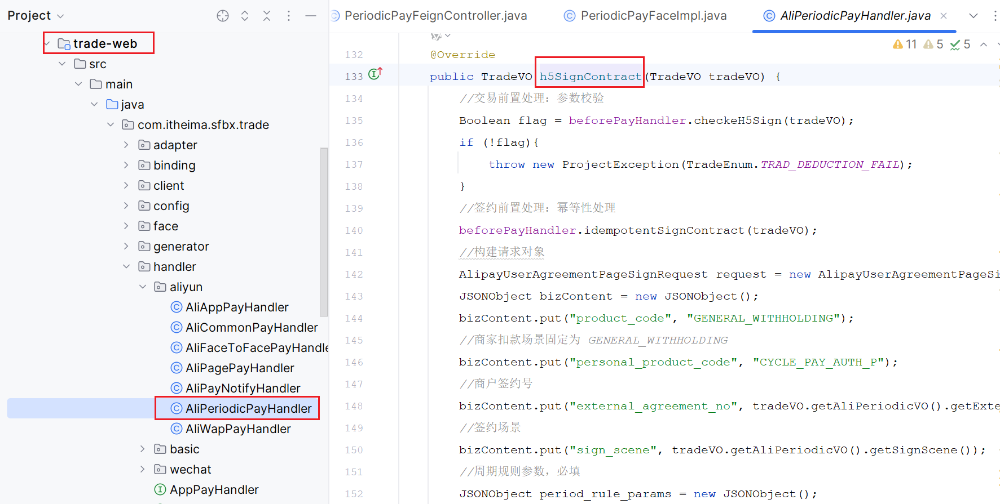 Project
trade-web
src
main
java
com.itheima.sfbx.trade
adapter
binding
client
config
face
generator
handler
aliyun
AliAppPayHandler
AliCommonPayHandler
AliFaceToFacePayHandle
AliPagePayHandler
AliPayNotifyHandler
AliPeriodicPayHandler
AliWapPayHandler
basic
wechat
AppPayHandler
PeriodicPayFeignController.java PeriodicPayFaceImpl.java AliPeriodicPayHandler.java
11 5 5
132 @Override
133 public TradeVO h5SignContract(TradeVO tradeVO) {
134 //交易前置处理：参数校验
135 Boolean flag = beforePayHandler.checkeH5Sign(tradeVO);
136 if (!flag){
137 throw new ProjectException(TradeEnum.TRAD_DEDUCTION_FAIL);
138 }
139 //签约前置处理：幂等性处理
140 beforePayHandler.idempotentSignContract(tradeVO);
141 //构建请求对象
142 AlipayUserAgreementPageSignRequest request = new AlipayUserAgreementPageSi
143 JSONObject bizContent = new JSONObject();
144 bizContent.put("product_code", "GENERAL_WITHHOLDING");
145 //商家扣款场景固定为 GENERAL_WITHHOLDING
146 bizContent.put("personal_product_code", "CYCLE_PAY_AUTH_P");
147 //商户签约号
148 bizContent.put("external_agreement_no", tradeVO.getAliPeriodicVO().getExte
149 //签约场景
150 bizContent.put("sign_scene", tradeVO.getAliPeriodicVO().getSignScene());
151 //周期规则参数，必填
152 JSONObject period_rule_params = new JSONObject();